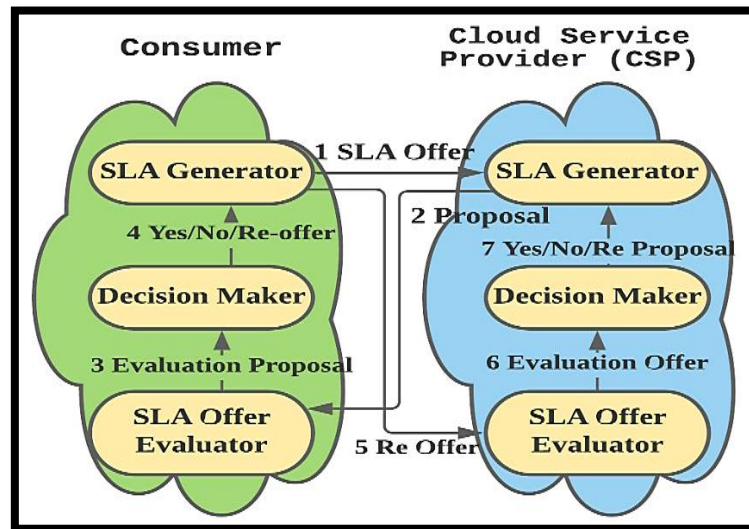 Consumer
Cloud Service
Provider (CSP)
SLA Generator
1 SLA Offer
SLA Generator
2 Proposal
4 Yes/No/Re-offer
7 Yes/No/Re Proposal
Decision Maker
Decision Maker
3 Evaluation Proposal
6 Evaluation Offer
SLA Offer
Evaluator
5 Re Offer
SLA Offer
Evaluator